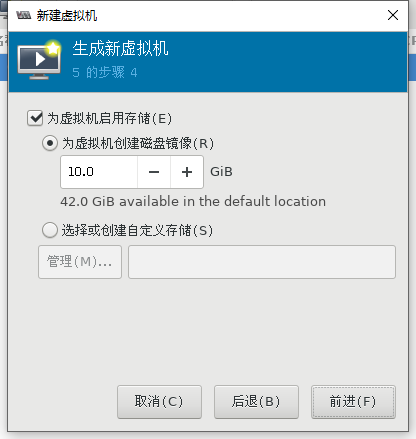 新建虚拟机
生成新虚拟机
5 的步骤 4
为虚拟机启用存储(E)
为虚拟机创建磁盘镜像(R)
10.0 − + GiB
42.0 GiB available in the default location
选择或创建自定义存储(S)
管理(M)...
取消(C) 后退(B) 前进(F)